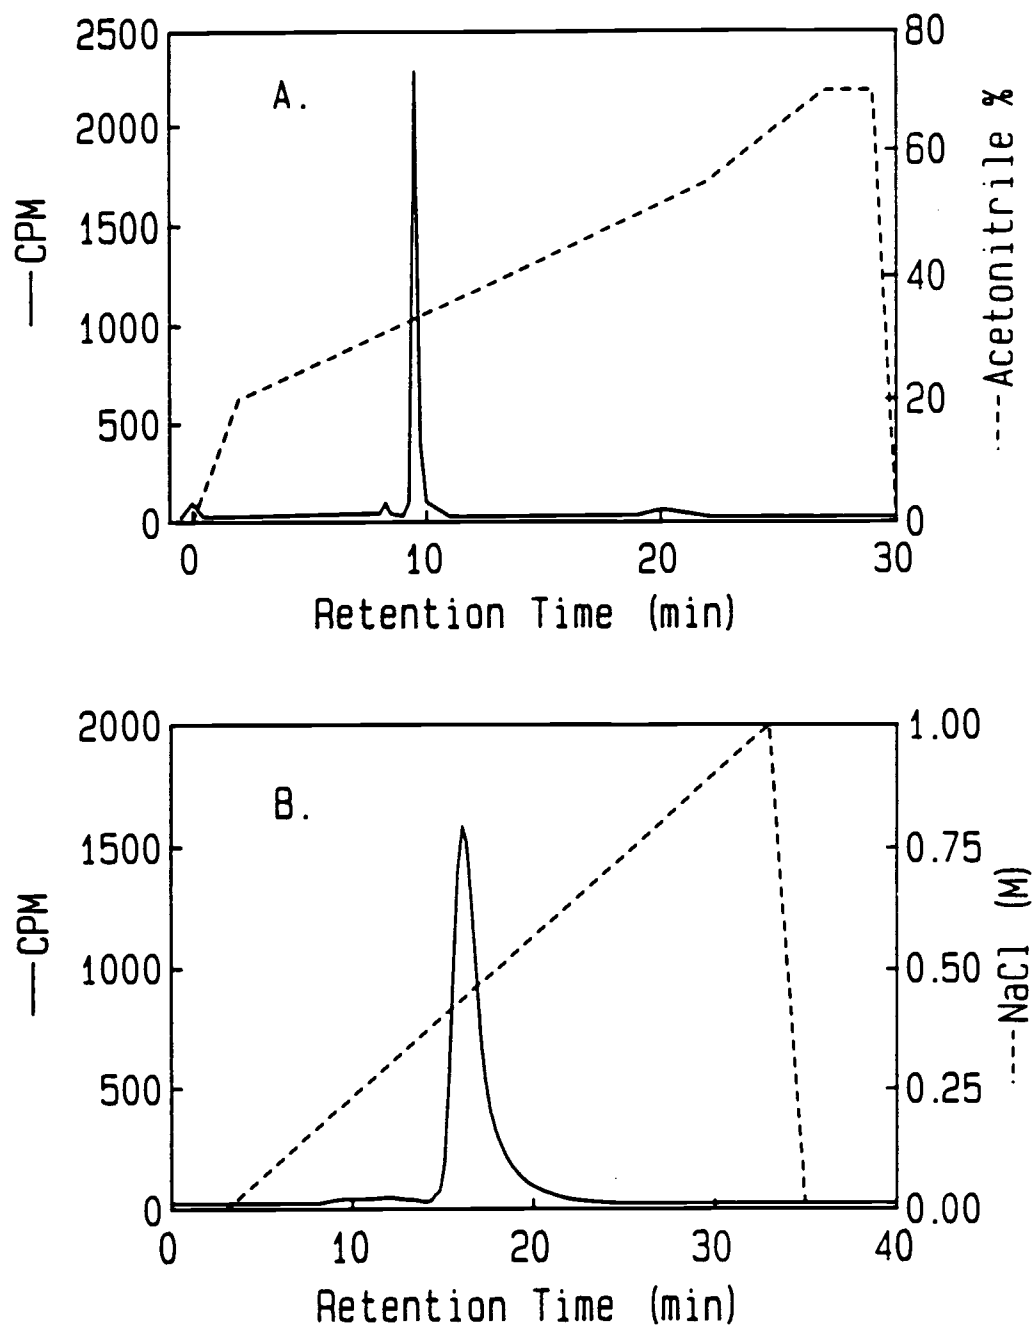 A.
2500
2000
1500
1000
500
0
—CPM
80
60
40
20
0
----Acetonitrile %
0 10 20 30
Retention Time (min)
B.
2000
1500
1000
500
0
—CPM
1.00
0.75
0.50
0.25
0.00
----NaCl (M)
0 10 20 30 40
Retention Time (min)